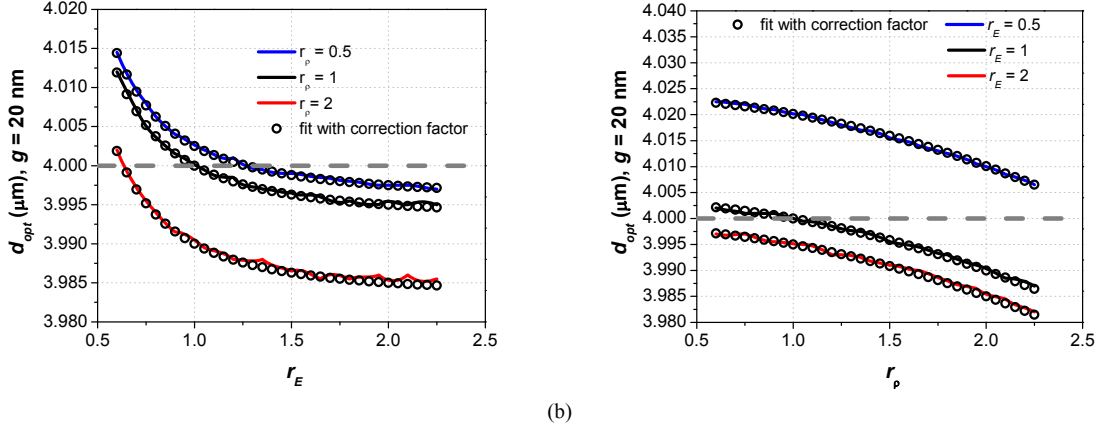 4.020
4.015
4.010
4.005
4.000
3.995
3.990
3.985
3.980
d_opt (μm), g = 20 nm
r_ρ = 0.5
r_ρ = 1
r_ρ = 2
fit with correction factor
0.5 1.0 1.5 2.0 2.5
r_E
4.040
4.035
4.030
4.025
4.020
4.015
4.010
4.005
4.000
3.995
3.990
3.985
3.980
d_opt (μm), g = 20 nm
fit with correction factor
r_E = 0.5
r_E = 1
r_E = 2
0.5 1.0 1.5 2.0 2.5
r_ρ
(b)